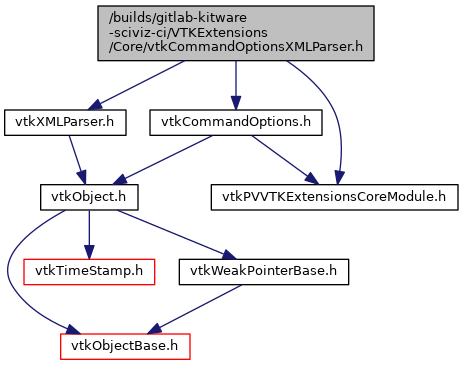 /builds/gitlab-kitware
-sciviz-ci/VTKExtensions
/Core/vtkCommandOptionsXMLParser.h
vtkXMLParser.h
vtkCommandOptions.h
vtkObject.h
vtkPVVTKExtensionsCoreModule.h
vtkTimeStamp.h
vtkWeakPointerBase.h
vtkObjectBase.h